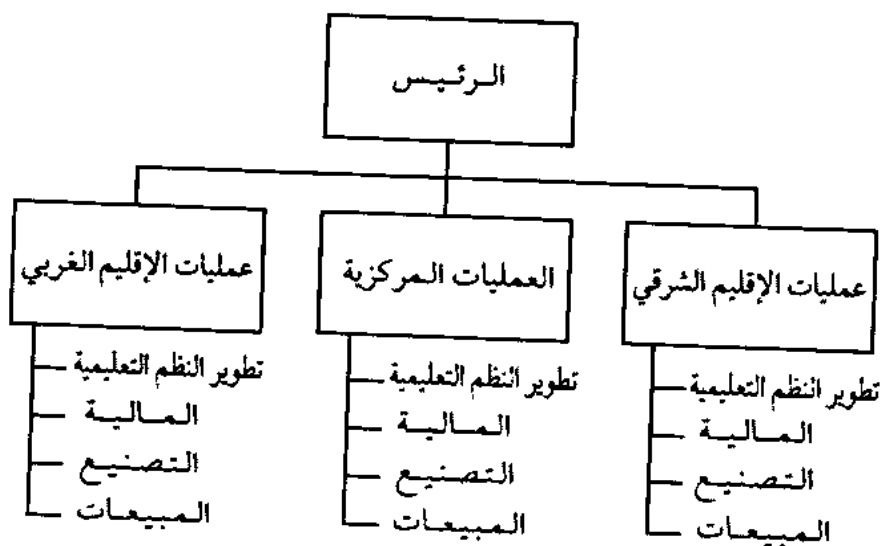 الرئيس
عمليات الإقليم الشرقي
تطوير النظم التعليمية
المالية
التصنيع
المبيعات
العمليات المركزية
تطوير النظم التعليمية
المالية
التصنيع
المبيعات
عمليات الإقليم الغربي
تطوير النظم التعليمية
المالية
التصنيع
المبيعات